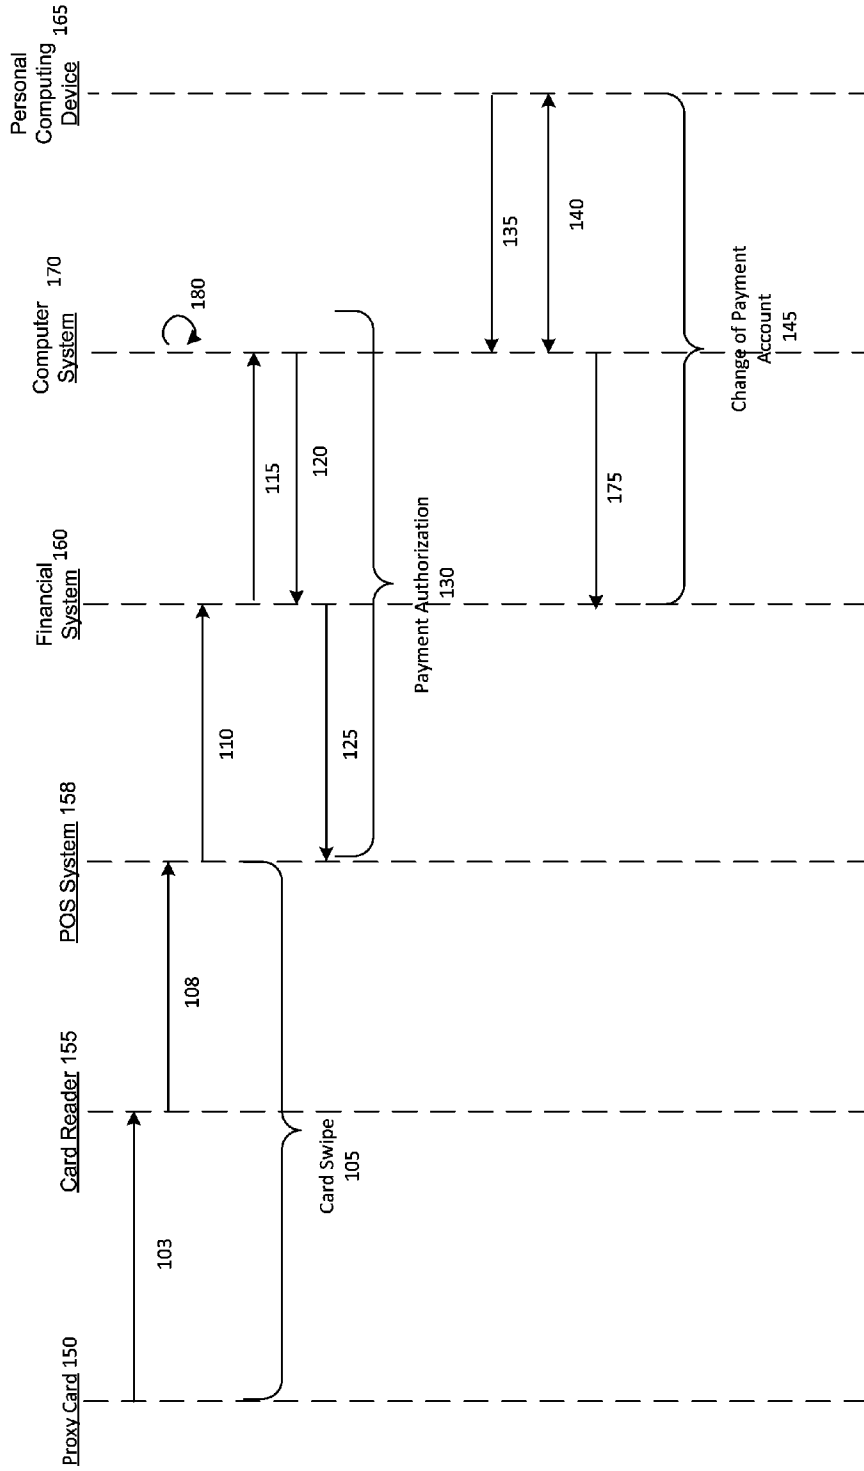 Proxy Card 150
Card Reader 155
POS System 158
Financial
System 160
Computer
System 170
Personal
Computing
Device 165
103
108
180
110
115
120
125
Card Swipe
105
Payment Authorization
130
135
140
175
Change of Payment
Account
145